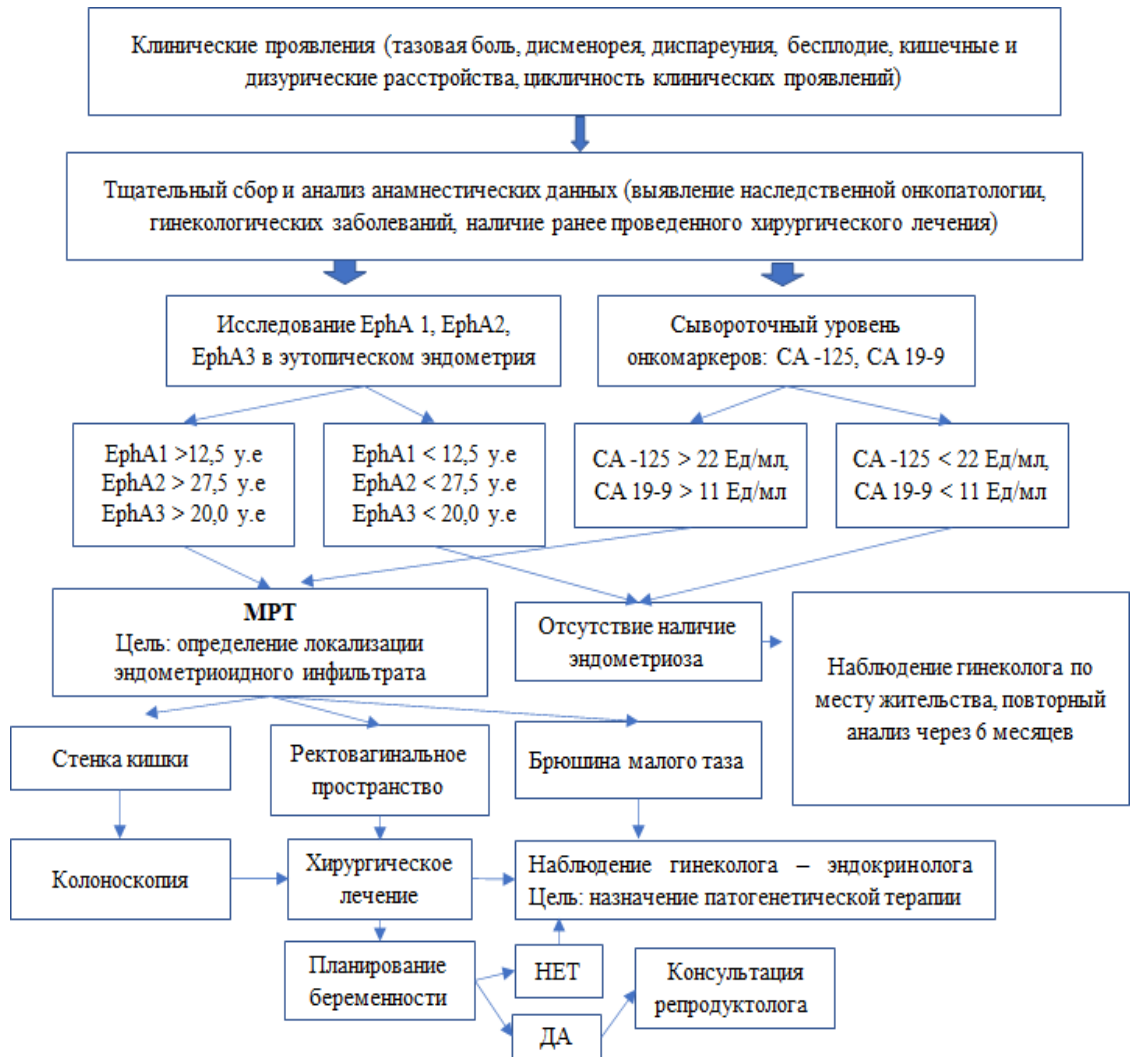 Клинические проявления (тазовая боль, дисменорея, диспареуния, бесплодие, кишечные и
дизурические расстройства, цикличность клинических проявлений)
Тщательный сбор и анализ анамнестических данных (выявление наследственной онкопатологии,
гинекологических заболеваний, наличие ранее проведенного хирургического лечения)
Исследование EphA 1, EphA2,
EphA3 в эутопическом эндометрия
Сывороточный уровень
онкомаркеров: CA -125, CA 19-9
EphA1 >12,5 у.е
EphA2 > 27,5 у.е
EphA3 > 20,0 у.е
EphA1 < 12,5 у.е
EphA2 < 27,5 у.е
EphA3 < 20,0 у.е
CA -125 > 22 Ед/мл,
CA 19-9 > 11 Ед/мл
CA -125 < 22 Ед/мл,
CA 19-9 < 11 Ед/мл
МРТ
Цель: определение локализации
эндометриоидного инфильтрата
Отсутствие наличие
эндометриоза
Наблюдение гинеколога по
месту жительства, повторный
анализ через 6 месяцев
Стенка кишки
Ректовагинальное
пространство
Брюшина малого таза
Колоноскопия
Хирургическое
лечение
Наблюдение гинеколога – эндокринолога
Цель: назначение патогенетической терапии
Планирование
беременности
НЕТ
ДА
Консультация
репродуктолога